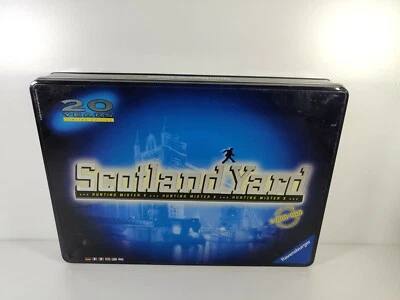 20
YEARS
Scotland Yard
HUNTING MISTER X HUNTING MISTER X HUNTING MISTER X
Ravensburger